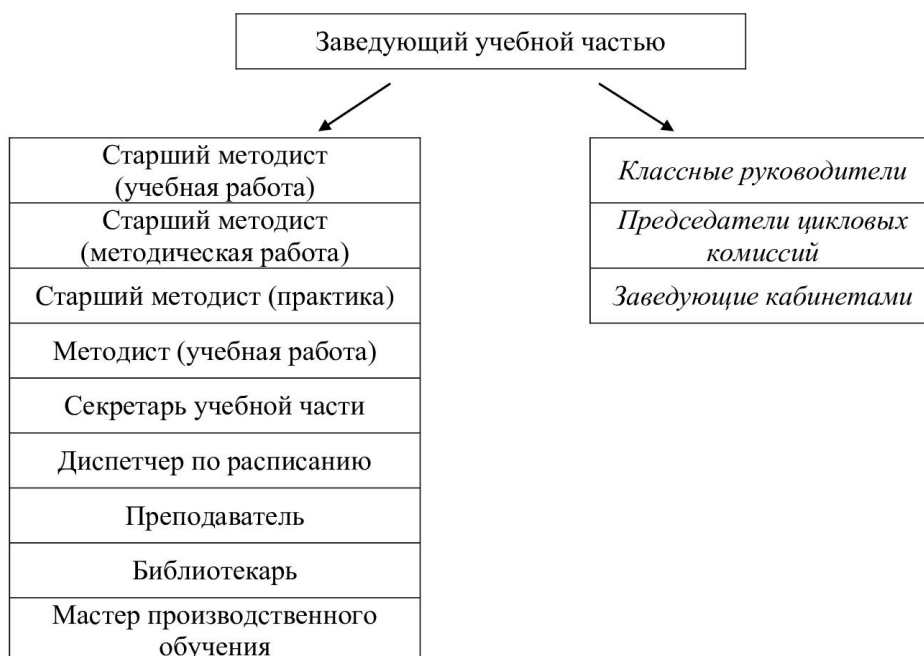 Заведующий учебной частью
Старший методист
(учебная работа)
Старший методист
(методическая работа)
Старший методист (практика)
Методист (учебная работа)
Секретарь учебной части
Диспетчер по расписанию
Преподаватель
Библиотекарь
Мастер производственного
обучения
Классные руководители
Председатели цикловых
комиссий
Заведующие кабинетами